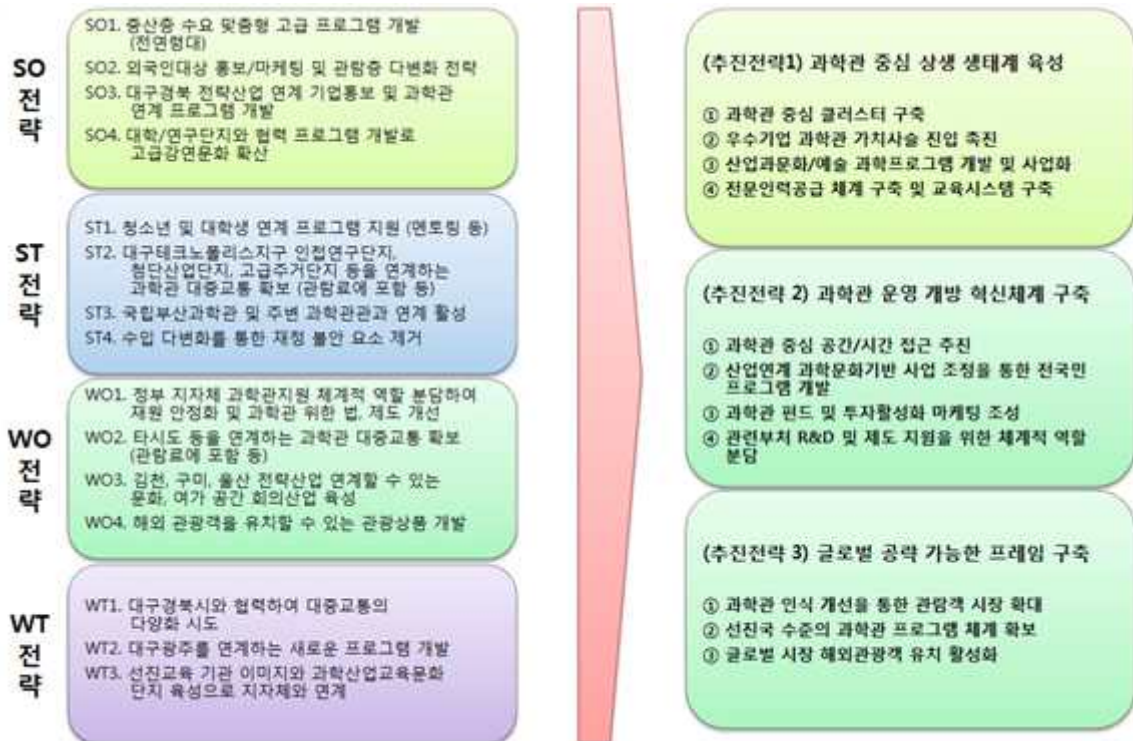 SO
전
략
SO1. 중산층 수요 맞춤형 고급 프로그램 개발
(전연령대)
SO2. 외국인대상 홍보/마케팅 및 관람층 다변화 전략
SO3. 대구경북 전략산업 연계 기업홍보 및 과학관
연계 프로그램 개발
SO4. 대학/연구단지와 협력 프로그램 개발로
고급강연문화 확산
ST
전
략
ST1. 청소년 및 대학생 연계 프로그램 지원 (멘토링 등)
ST2. 대구테크노폴리스지구 인접연구단지,
첨단산업단지, 고급주거단지 등을 연계하는
과학관 대중교통 확보 (관람료에 포함 등)
ST3. 국립부산과학관 및 주변 과학관관과 연계 활성
ST4. 수입 다변화를 통한 재정 불안 요소 제거
WO
전
략
WO1. 정부 지자체 과학관지원 체계적 역할 분담하여
재원 안정화 및 과학관 위한 법, 제도 개선
WO2. 타시도 등을 연계하는 과학관 대중교통 확보
(관람료에 포함 등)
WO3. 김천, 구미, 울산 전략산업 연계할 수 있는
문화, 여가 공간 회의산업 육성
WO4. 해외 관광객을 유치할 수 있는 관광상품 개발
WT
전
략
WT1. 대구경북시와 협력하여 대중교통의
다양화 시도
WT2. 대구광주를 연계하는 새로운 프로그램 개발
WT3. 선진교육 기관 이미지와 과학산업교육문화
단지 육성으로 지자체와 연계
(추진전략1) 과학관 중심 상생 생태계 육성
① 과학관 중심 클러스터 구축
② 우수기업 과학관 가치사슬 진입 촉진
③ 산업과문화/예술 과학프로그램 개발 및 사업화
④ 전문인력공급 체계 구축 및 교육시스템 구축
(추진전략 2) 과학관 운영 개방 혁신체계 구축
① 과학관 중심 공간/시간 접근 추진
② 산업연계 과학문화기반 사업 조정을 통한 전국민
프로그램 개발
③ 과학관 펀드 및 투자활성화 마케팅 조성
④ 관련부처 R&D 및 제도 지원을 위한 체계적 역할
분담
(추진전략 3) 글로벌 공략 가능한 프레임 구축
① 과학관 인식 개선을 통한 관람객 시장 확대
② 선진국 수준의 과학관 프로그램 체계 확보
③ 글로벌 시장 해외관광객 유치 활성화